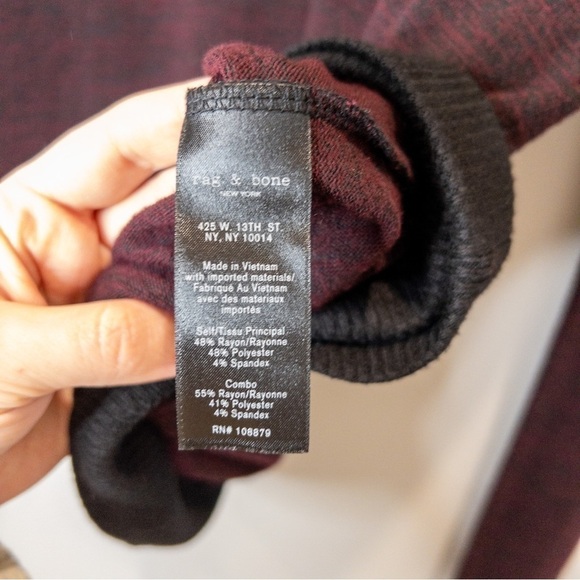 rag & bone
NEW YORK
425 W. 13TH ST.
NY, NY 10014
Made in Vietnam
with imported materials/
Fabriqué Au Vietnam
avec des materiaux
importés
Self/Tissu Principal
48% Rayon/Rayonne
48% Polyester
4% Spandex
Combo
55% Rayon/Rayonne
41% Polyester
4% Spandex
RN# 108879